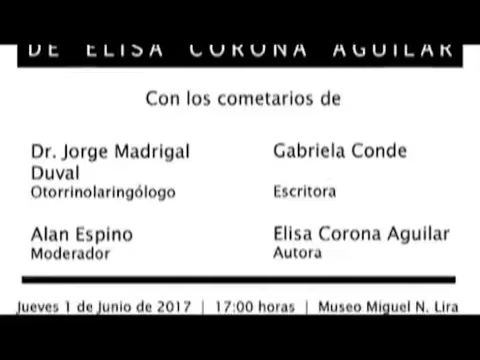 DE ELISA CORONA AGUILAR
Con los cometarios de
Dr. Jorge Madrigal
Duval
Otorrinolaringólogo
Gabriela Conde
Escritora
Alan Espino
Moderador
Elisa Corona Aguilar
Autora
Jueves 1 de Junio de 2017 | 17:00 horas | Museo Miguel N. Lira